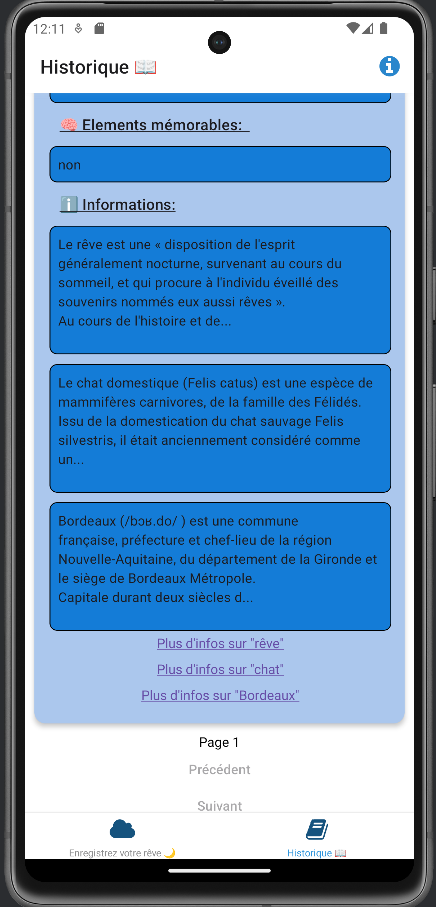 12:11
Historique 📖
🧠 Elements mémorables:
non
ℹ️ Informations:
Le rêve est une « disposition de l'esprit
généralement nocturne, survenant au cours du
sommeil, et qui procure à l'individu éveillé des
souvenirs nommés eux aussi rêves ».
Au cours de l'histoire et de...
Le chat domestique (Felis catus) est une espèce de
mammifères carnivores, de la famille des Félidés.
Issu de la domestication du chat sauvage Felis
silvestris, il était anciennement considéré comme
un...
Bordeaux (/bɔʁ.do/ ) est une commune
française, préfecture et chef-lieu de la région
Nouvelle-Aquitaine, du département de la Gironde et
le siège de Bordeaux Métropole.
Capitale durant deux siècles d...
Plus d'infos sur "rêve"
Plus d'infos sur "chat"
Plus d'infos sur "Bordeaux"
Page 1
Précédent
Suivant
Enregistrez votre rêve 🌙
Historique 📖